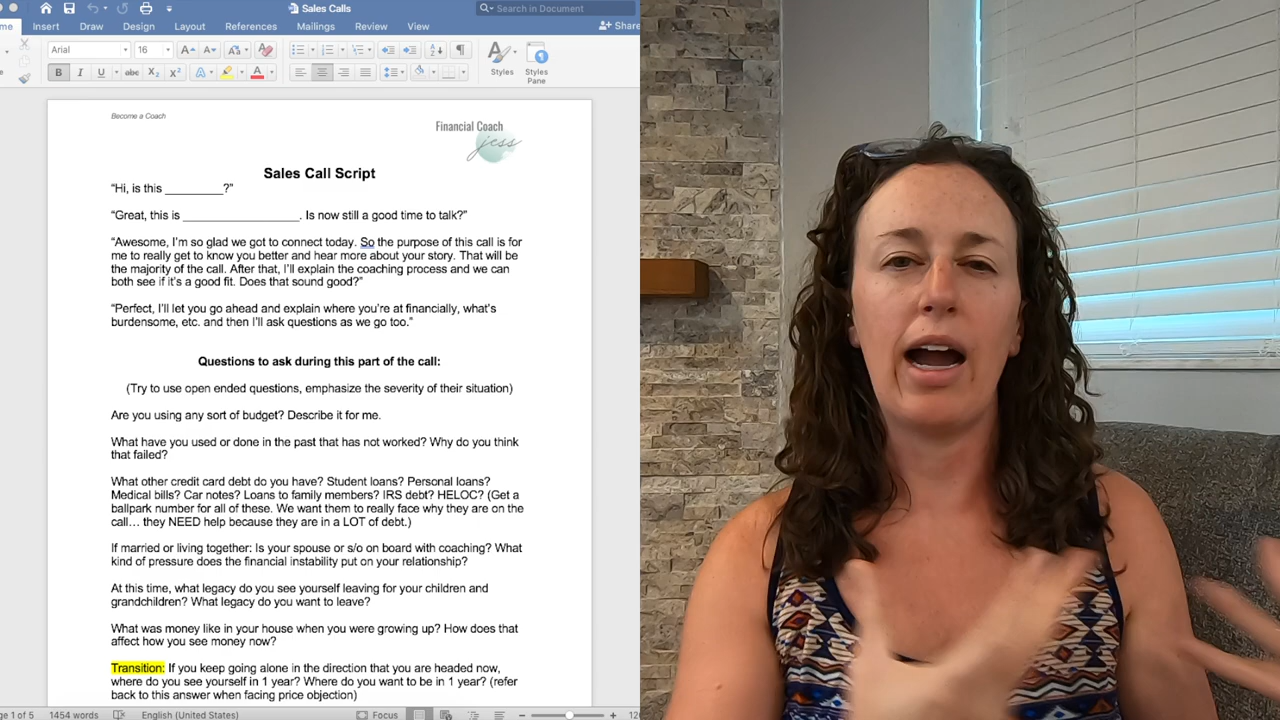 Sales Calls
Search in Document
Insert Draw Design Layout References Mailings Review View
Share
Arial 16
Styles Styles
Pane
Become a Coach
Financial Coach
jess
Sales Call Script
“Hi, is this _________?”
“Great, this is __________________. Is now still a good time to talk?”
“Awesome, I’m so glad we got to connect today. So the purpose of this call is for
me to really get to know you better and hear more about your story. That will be
the majority of the call. After that, I’ll explain the coaching process and we can
both see if it’s a good fit. Does that sound good?”
“Perfect, I’ll let you go ahead and explain where you’re at financially, what’s
burdensome, etc. and then I’ll ask questions as we go too.”
Questions to ask during this part of the call:
(Try to use open ended questions, emphasize the severity of their situation)
Are you using any sort of budget? Describe it for me.
What have you used or done in the past that has not worked? Why do you think
that failed?
What other credit card debt do you have? Student loans? Personal loans?
Medical bills? Car notes? Loans to family members? IRS debt? HELOC? (Get a
ballpark number for all of these. We want them to really face why they are on the
call… they NEED help because they are in a LOT of debt.)
If married or living together: Is your spouse or s/o on board with coaching? What
kind of pressure does the financial instability put on your relationship?
At this time, what legacy do you see yourself leaving for your children and
grandchildren? What legacy do you want to leave?
What was money like in your house when you were growing up? How does that
affect how you see money now?
Transition: If you keep going alone in the direction that you are headed now,
where do you see yourself in 1 year? Where do you want to be in 1 year? (refer
back to this answer when facing price objection)
1 of 5 1454 words English (United States) Focus